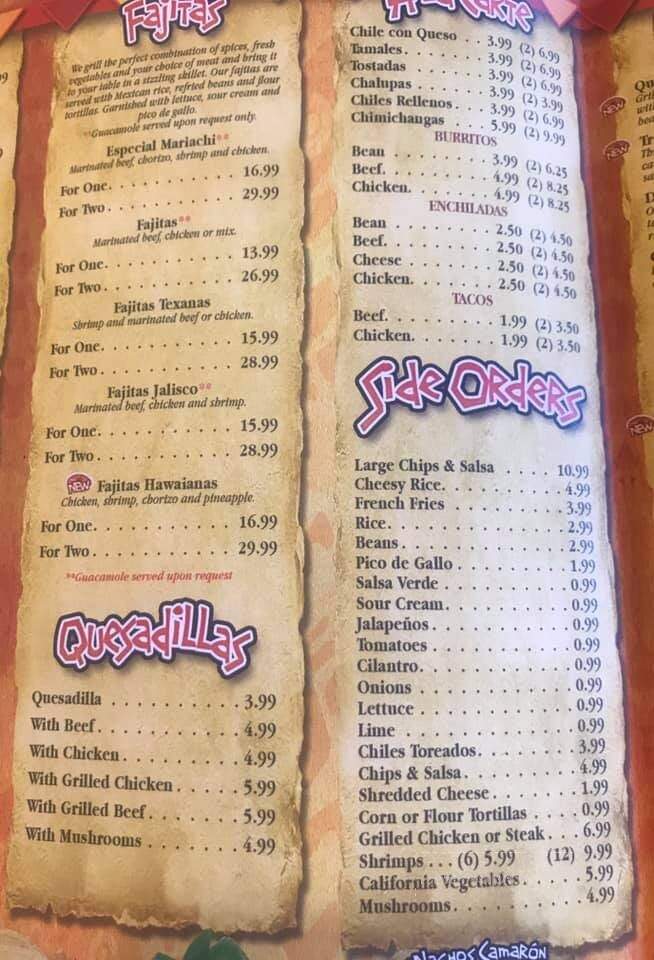 Fajitas
We grill the perfect combination of spices, fresh
vegetables and your choice of meat and bring it
to your table in a sizzling skillet. Our fajitas are
served with Mexican rice, refried beans and flour
tortillas. Garnished with lettuce, sour cream and
pico de gallo.
**Guacamole served upon request only.
Especial Mariachi**
Marinated beef, chorizo, shrimp and chicken.
For One. . . . . . . . . . . . 16.99
For Two . . . . . . . . . . . . 29.99
Fajitas**
Marinated beef, chicken or mix.
For One. . . . . . . . . . . . 13.99
For Two . . . . . . . . . . . . 26.99
Fajitas Texanas
Shrimp and marinated beef or chicken.
For One. . . . . . . . . . . . 15.99
For Two . . . . . . . . . . . . 28.99
Fajitas Jalisco**
Marinated beef, chicken and shrimp.
For One. . . . . . . . . . . . 15.99
For Two . . . . . . . . . . . . 28.99
NEW Fajitas Hawaianas
Chicken, shrimp, chorizo and pineapple.
For One. . . . . . . . . . . . 16.99
For Two . . . . . . . . . . . . 29.99
**Guacamole served upon request
Quesadillas
Quesadilla . . . . . . . . . . . . 3.99
With Beef . . . . . . . . . . . . 4.99
With Chicken . . . . . . . . . . 4.99
With Grilled Chicken . . . . . 5.99
With Grilled Beef . . . . . . . . 5.99
With Mushrooms . . . . . . . . 4.99
A La Carte
Chile con Queso . . 3.99 (2) 6.99
Tamales . . . . . . . . 3.99 (2) 6.99
Tostadas . . . . . . . . 3.99 (2) 6.99
Chalupas . . . . . . . . 3.99 (2) 3.99
Chiles Rellenos . . . 3.99 (2) 6.99
Chimichangas . . . . 5.99 (2) 9.99
BURRITOS
Bean . . . . . . . . . 3.99 (2) 6.25
Beef. . . . . . . . . . 4.99 (2) 8.25
Chicken. . . . . . . . 4.99 (2) 8.25
ENCHILADAS
Bean . . . . . . . . . 2.50 (2) 4.50
Beef. . . . . . . . . . 2.50 (2) 4.50
Cheese . . . . . . . . 2.50 (2) 4.50
Chicken. . . . . . . . 2.50 (2) 4.50
TACOS
Beef. . . . . . . . . . 1.99 (2) 3.50
Chicken. . . . . . . . 1.99 (2) 3.50
Side Orders
Large Chips & Salsa . . . . 10.99
Cheesy Rice. . . . . . . . . . . 4.99
French Fries . . . . . . . . . . 3.99
Rice. . . . . . . . . . . . . . . . 2.99
Beans . . . . . . . . . . . . . . . 2.99
Pico de Gallo . . . . . . . . . . 1.99
Salsa Verde . . . . . . . . . . . 0.99
Sour Cream. . . . . . . . . . . 0.99
Jalapeños . . . . . . . . . . . . 0.99
Tomatoes . . . . . . . . . . . . 0.99
Cilantro. . . . . . . . . . . . . . 0.99
Onions . . . . . . . . . . . . . . 0.99
Lettuce . . . . . . . . . . . . . . 0.99
Lime . . . . . . . . . . . . . . . 0.99
Chiles Toreados. . . . . . . . 3.99
Chips & Salsa. . . . . . . . . . 4.99
Shredded Cheese. . . . . . . . 1.99
Corn or Flour Tortillas . . . . 0.99
Grilled Chicken or Steak. . . 6.99
Shrimps . . . (6) 5.99 (12) 9.99
California Vegetables. . . . . 5.99
Mushrooms. . . . . . . . . . . . 4.99
Nachos Camarón
NEW
NEW
NEW